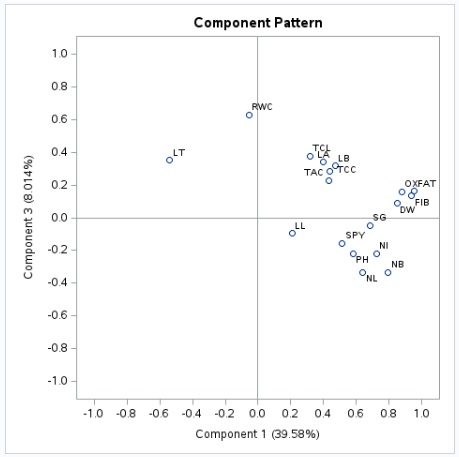 Component Pattern
1.0
0.8
0.6
0.4
0.2
0.0
-0.2
-0.4
-0.6
-0.8
-1.0
Component 3 (8.014%)
RWC
LT
TCL
LA
LB
TAC
TCC
OXFAT
FIB
DW
SG
LL
SPY
NI
PH
NB
NL
-1.0 -0.8 -0.6 -0.4 -0.2 0.0 0.2 0.4 0.6 0.8 1.0
Component 1 (39.58%)